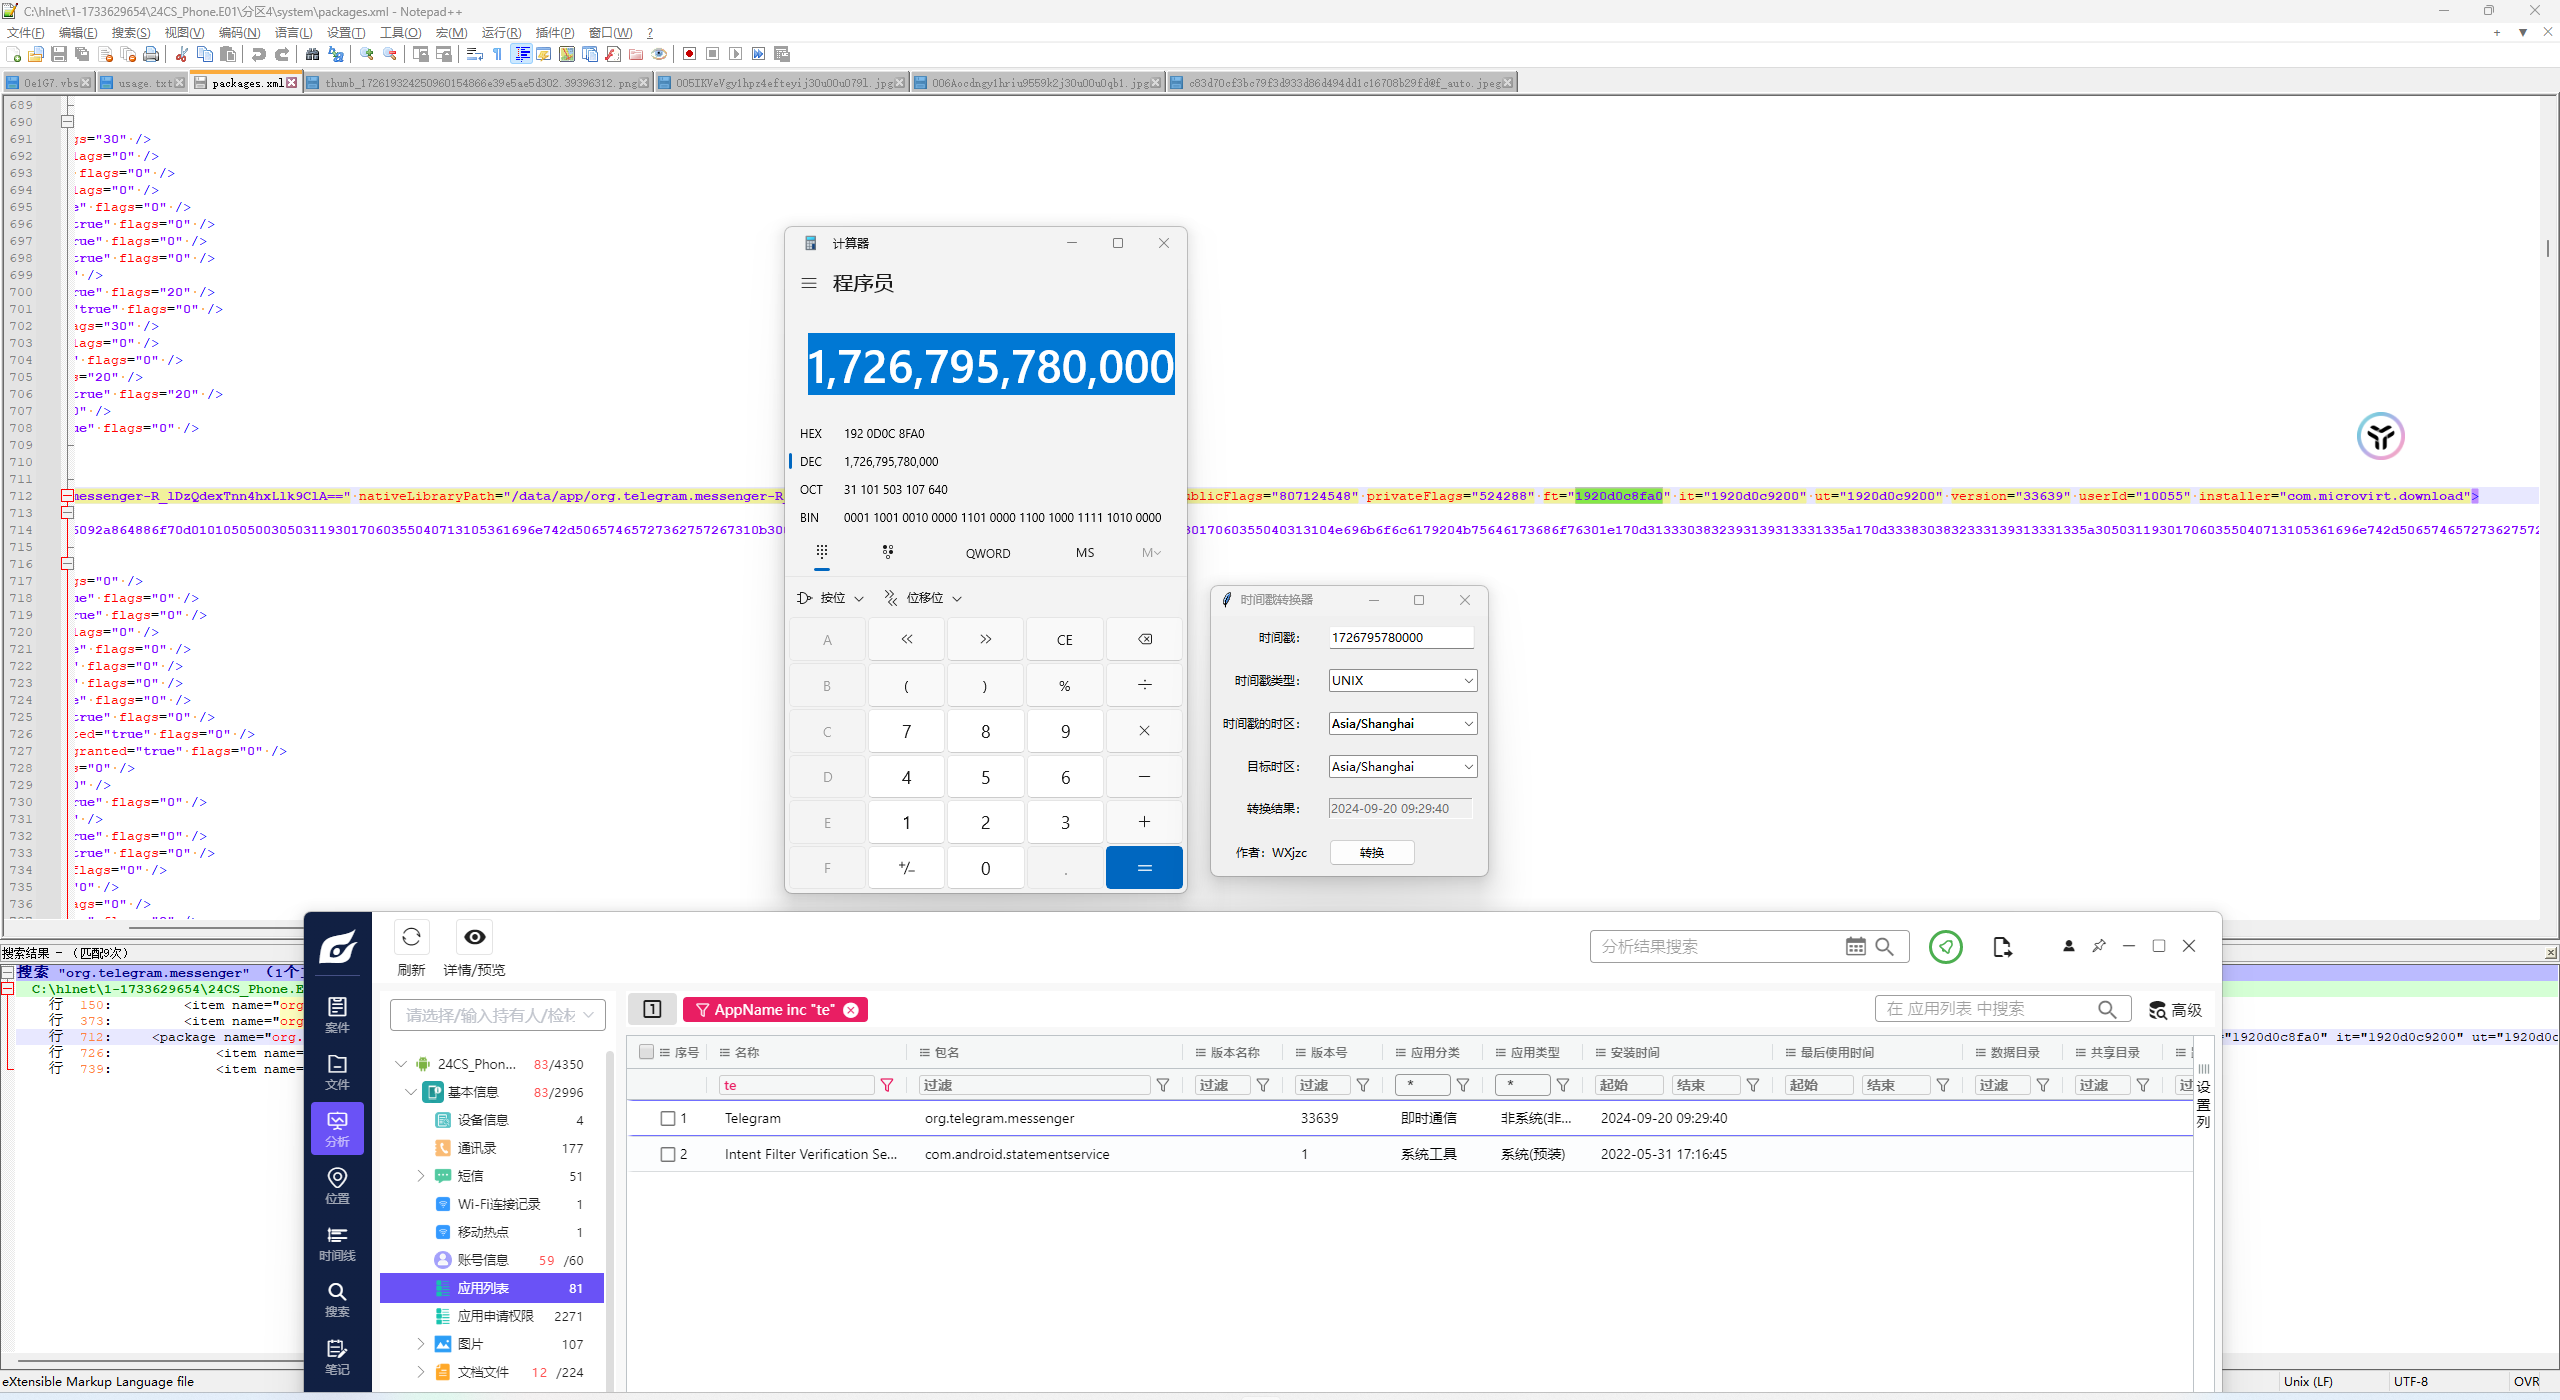 C:\hlnet\1-1733629654\24CS_Phone.E01\分区4\system\packages.xml - Notepad++
文件(F) 编辑(E) 搜索(S) 视图(V) 编码(N) 语言(L) 设置(T) 工具(O) 宏(M) 运行(R) 插件(P) 窗口(W) ?
0e1G7.vbs usage.txt packages.xml thumb_172619324250960154866e39e5ae5d302.39396312.png 005IKVeVgy1hpz4efteyij30u00u079l.jpg 006Aocdngy1hriu9559k2j30u00u0qb1.jpg c83d70cf3bc79f3d933d86d494dd1c16708b29fd@f_auto.jpeg
689
690
691 gs="30" />
692 lags="0" />
693 flags="0" />
694 lags="0" />
695 e" flags="0" />
696 true" flags="0" />
697 rue" flags="0" />
698 true" flags="0" />
699 " />
700 rue" flags="20" />
701 "true" flags="0" />
702 ags="30" />
703 lags="0" />
704 " flags="0" />
705 s="20" />
706 true" flags="20" />
707 0" />
708 ue" flags="0" />
709
710
711
712 messenger-R_lDzQdexTnn4hxLlk9ClA==" nativeLibraryPath="/data/app/org.telegram.messenger-R_ blicFlags="807124548" privateFlags="524288" ft="1920d0c8fa0" it="1920d0c9200" ut="1920d0c9200" version="33639" userId="10055" installer="com.microvirt.download">
713
714
715
716
717 gs="0" />
718 ue" flags="0" />
719 rue" flags="0" />
720 lags="0" />
721 e" flags="0" />
722 " flags="0" />
723 " flags="0" />
724 e" flags="0" />
725 true" flags="0" />
726 ted="true" flags="0" />
727 granted="true" flags="0" />
728 s="0" />
729 0" />
730 rue" flags="0" />
731 " />
732 rue" flags="0" />
733 true" flags="0" />
734 flags="0" />
735 "0" />
736 ags="0" />
计算器
程序员
1,726,795,780,000
HEX 192 0D0C 8FA0
DEC 1,726,795,780,000
OCT 31 101 503 107 640
BIN 0001 1001 0010 0000 1101 0000 1100 1000 1111 1010 0000
QWORD MS M
按位 位移位
A « » CE
B ( ) % ÷
C 7 8 9 ×
D 4 5 6 −
E 1 2 3 +
F +/− 0 . =
时间戳转换器
时间戳: 1726795780000
时间戳类型: UNIX
时间戳的时区: Asia/Shanghai
目标时区: Asia/Shanghai
转换结果: 2024-09-20 09:29:40
作者: WXjzc 转换
搜索结果 - (匹配9次)
搜索 "org.telegram.messenger" (1个
C:\hlnet\1-1733629654\24CS_Phone.E
行 150: <item name="org
行 373: <item name="org
行 712: <package name="org. ="1920d0c8fa0" it="1920d0c9200" ut="1920d0c
行 726: <item name=
行 739: <item name=
刷新 详情/预览 分析结果搜索
案件
文件
分析
位置
时间线
搜索
笔记
请选择/输入持有人/检材
24CS_Phon... 83/4350
基本信息 83/2996
设备信息 4
通讯录 177
短信 51
Wi-Fi连接记录 1
移动热点 1
账号信息 59 /60
应用列表 81
应用申请权限 2271
图片 107
文档文件 12 /224
1 AppName inc "te" 在 应用列表 中搜索 高级
序号 名称 包名 版本名称 版本号 应用分类 应用类型 安装时间 最后使用时间 数据目录 共享目录
te 过滤 过滤 过滤 * * 起始 结束 起始 结束 过滤 过滤 过
1 Telegram org.telegram.messenger 33639 即时通信 非系统(非... 2024-09-20 09:29:40
2 Intent Filter Verification Se... com.android.statementservice 1 系统工具 系统(预装) 2022-05-31 17:16:45
设置列
eXtensible Markup Language file Unix (LF) UTF-8 OVR